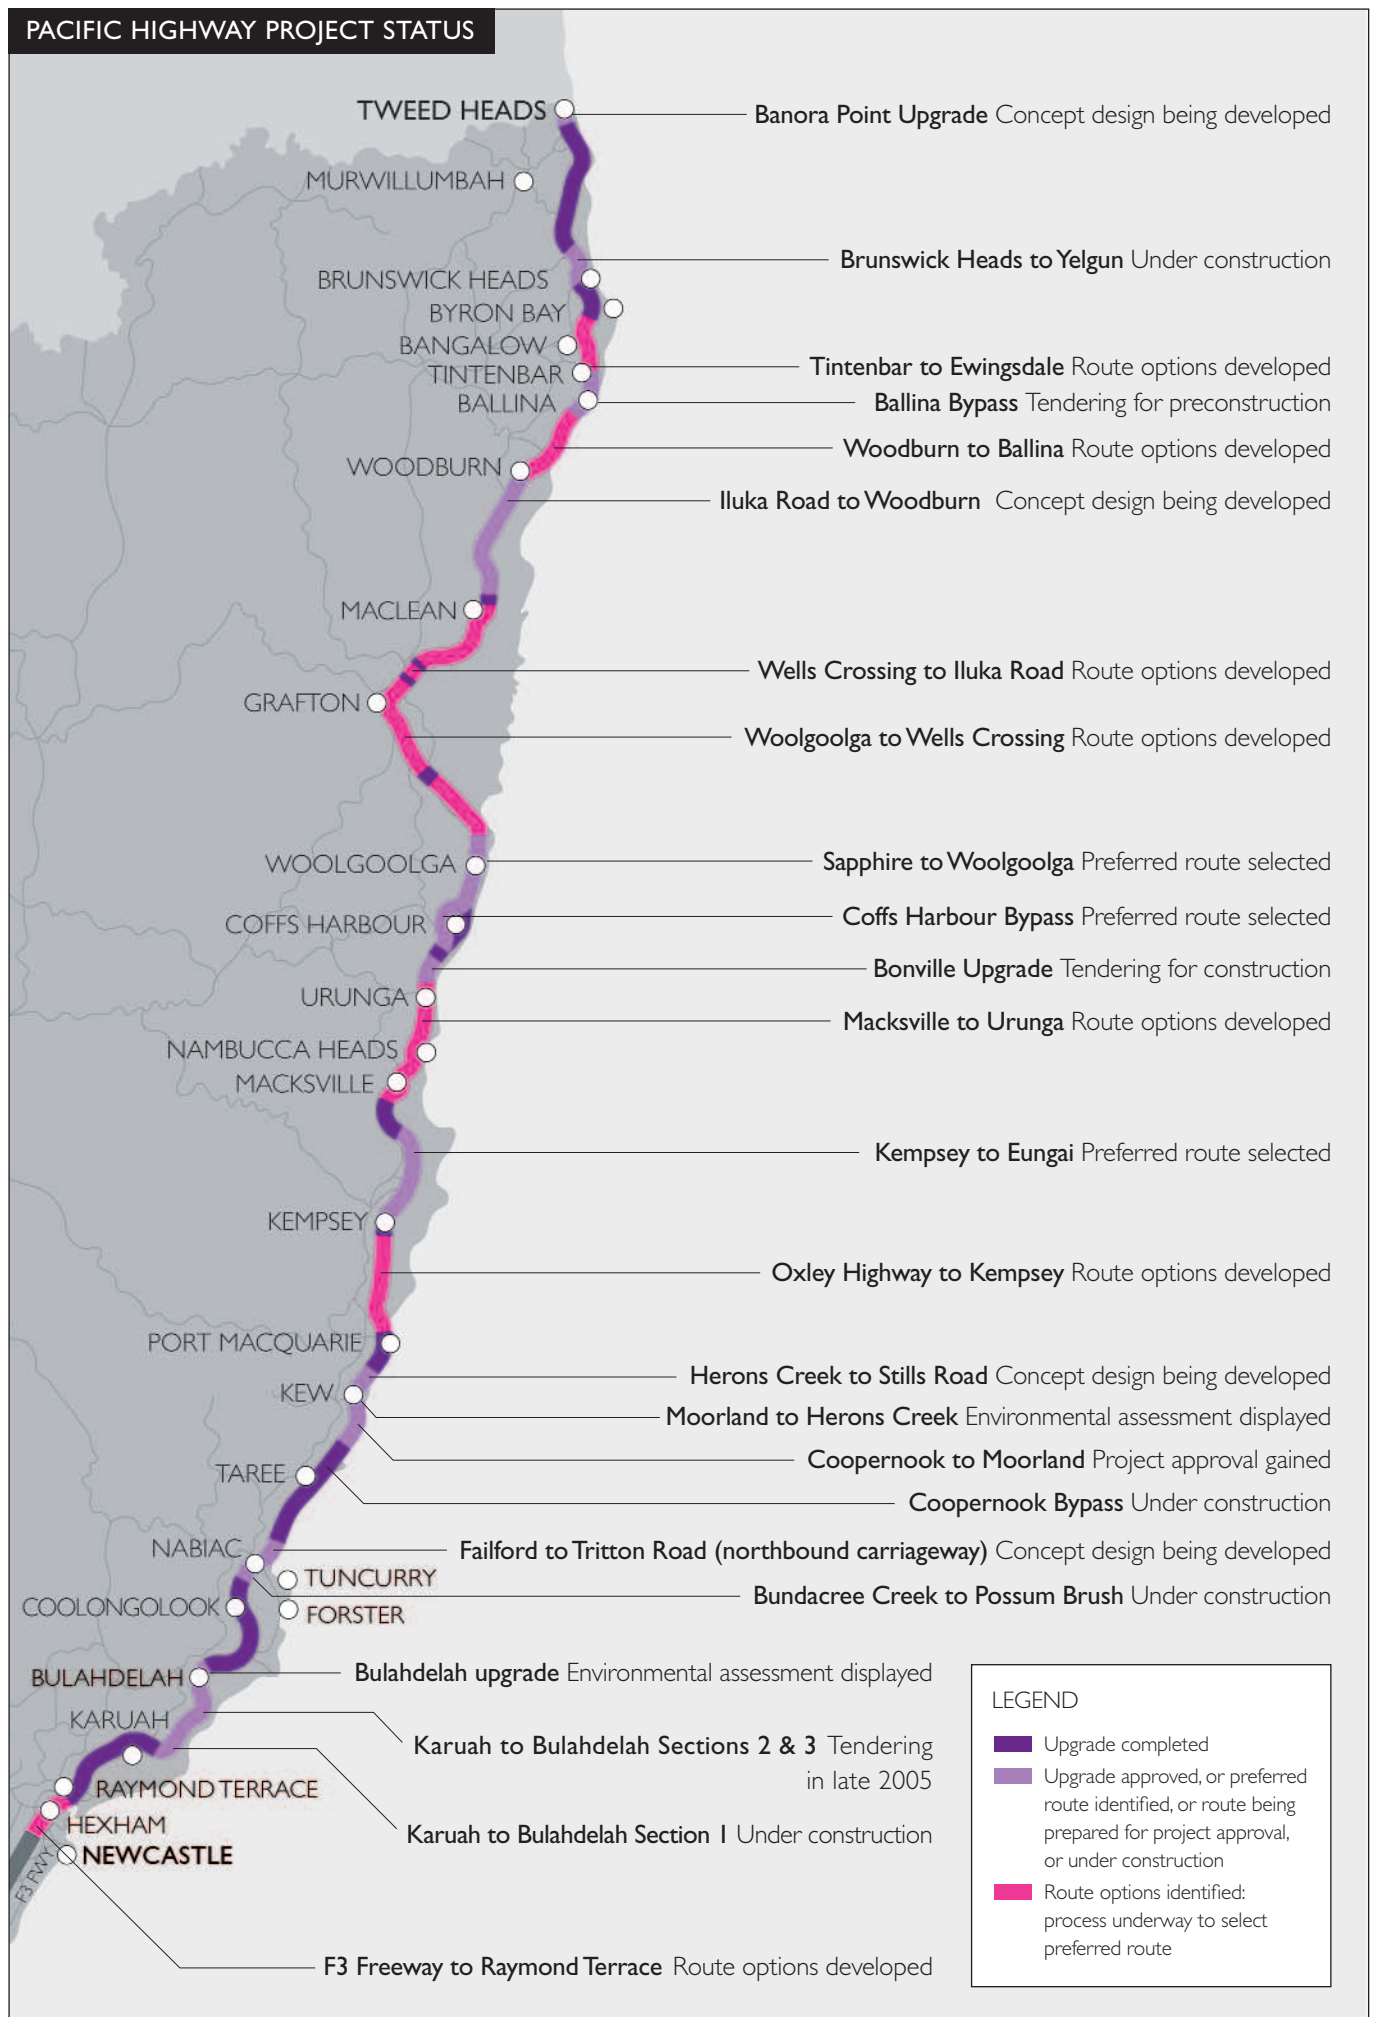 PACIFIC HIGHWAY PROJECT STATUS
TWEED HEADS
Banora Point Upgrade Concept design being developed
MURWILLUMBAH
Brunswick Heads to Yelgun Under construction
BRUNSWICK HEADS
BYRON BAY
BANGALOW
Tintenbar to Ewingsdale Route options developed
TINTENBAR
BALLINA
Ballina Bypass Tendering for preconstruction
Woodburn to Ballina Route options developed
WOODBURN
Iluka Road to Woodburn Concept design being developed
MACLEAN
Wells Crossing to Iluka Road Route options developed
GRAFTON
Woolgoolga to Wells Crossing Route options developed
WOOLGOOLGA
Sapphire to Woolgoolga Preferred route selected
COFFS HARBOUR
Coffs Harbour Bypass Preferred route selected
Bonville Upgrade Tendering for construction
URUNGA
Macksville to Urunga Route options developed
NAMBUCCA HEADS
MACKSVILLE
Kempsey to Eungai Preferred route selected
KEMPSEY
Oxley Highway to Kempsey Route options developed
PORT MACQUARIE
Herons Creek to Stills Road Concept design being developed
KEW
Moorland to Herons Creek Environmental assessment displayed
Coopernook to Moorland Project approval gained
TAREE
Coopernook Bypass Under construction
NABIAC
Failford to Tritton Road (northbound carriageway) Concept design being developed
TUNCURRY
Bundacree Creek to Possum Brush Under construction
COOLONGOLOOK
FORSTER
BULAHDELAH
Bulahdelah upgrade Environmental assessment displayed
KARUAH
Karuah to Bulahdelah Sections 2 & 3 Tendering
in late 2005
RAYMOND TERRACE
HEXHAM
Karuah to Bulahdelah Section 1 Under construction
NEWCASTLE
F3 FWY
F3 Freeway to Raymond Terrace Route options developed
LEGEND
Upgrade completed
Upgrade approved, or preferred
route identified, or route being
prepared for project approval,
or under construction
Route options identified:
process underway to select
preferred route